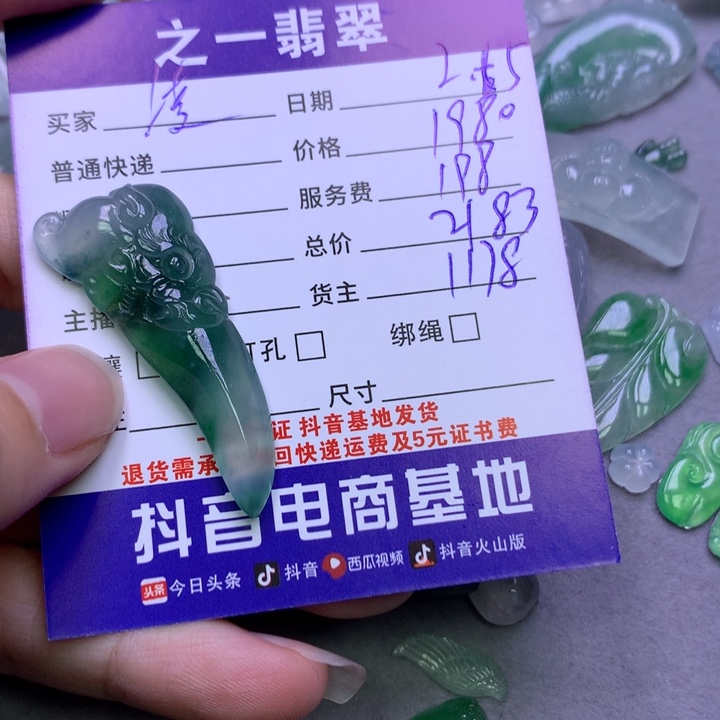 之一翡翠
买家 凌 日期
普通快递 价格 1980
服务费 198
总价 2183
主播 货主 1178
孔 □ 绑绳 □
尺寸
证 抖音基地发货
退货需承 回快递运费及5元证书费
抖音电商基地
头条 今日头条 抖音 西瓜视频 抖音火山版